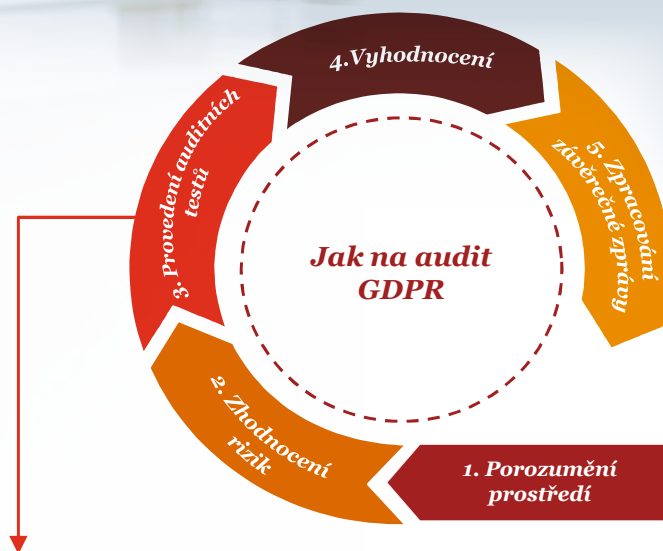 4.Vyhodnocení
3. Provedení auditních
testů
5. Zpracování
závěrečné zprávy
Jak na audit
GDPR
2. Zhodnocení
rizik
1. Porozumění
prostředí